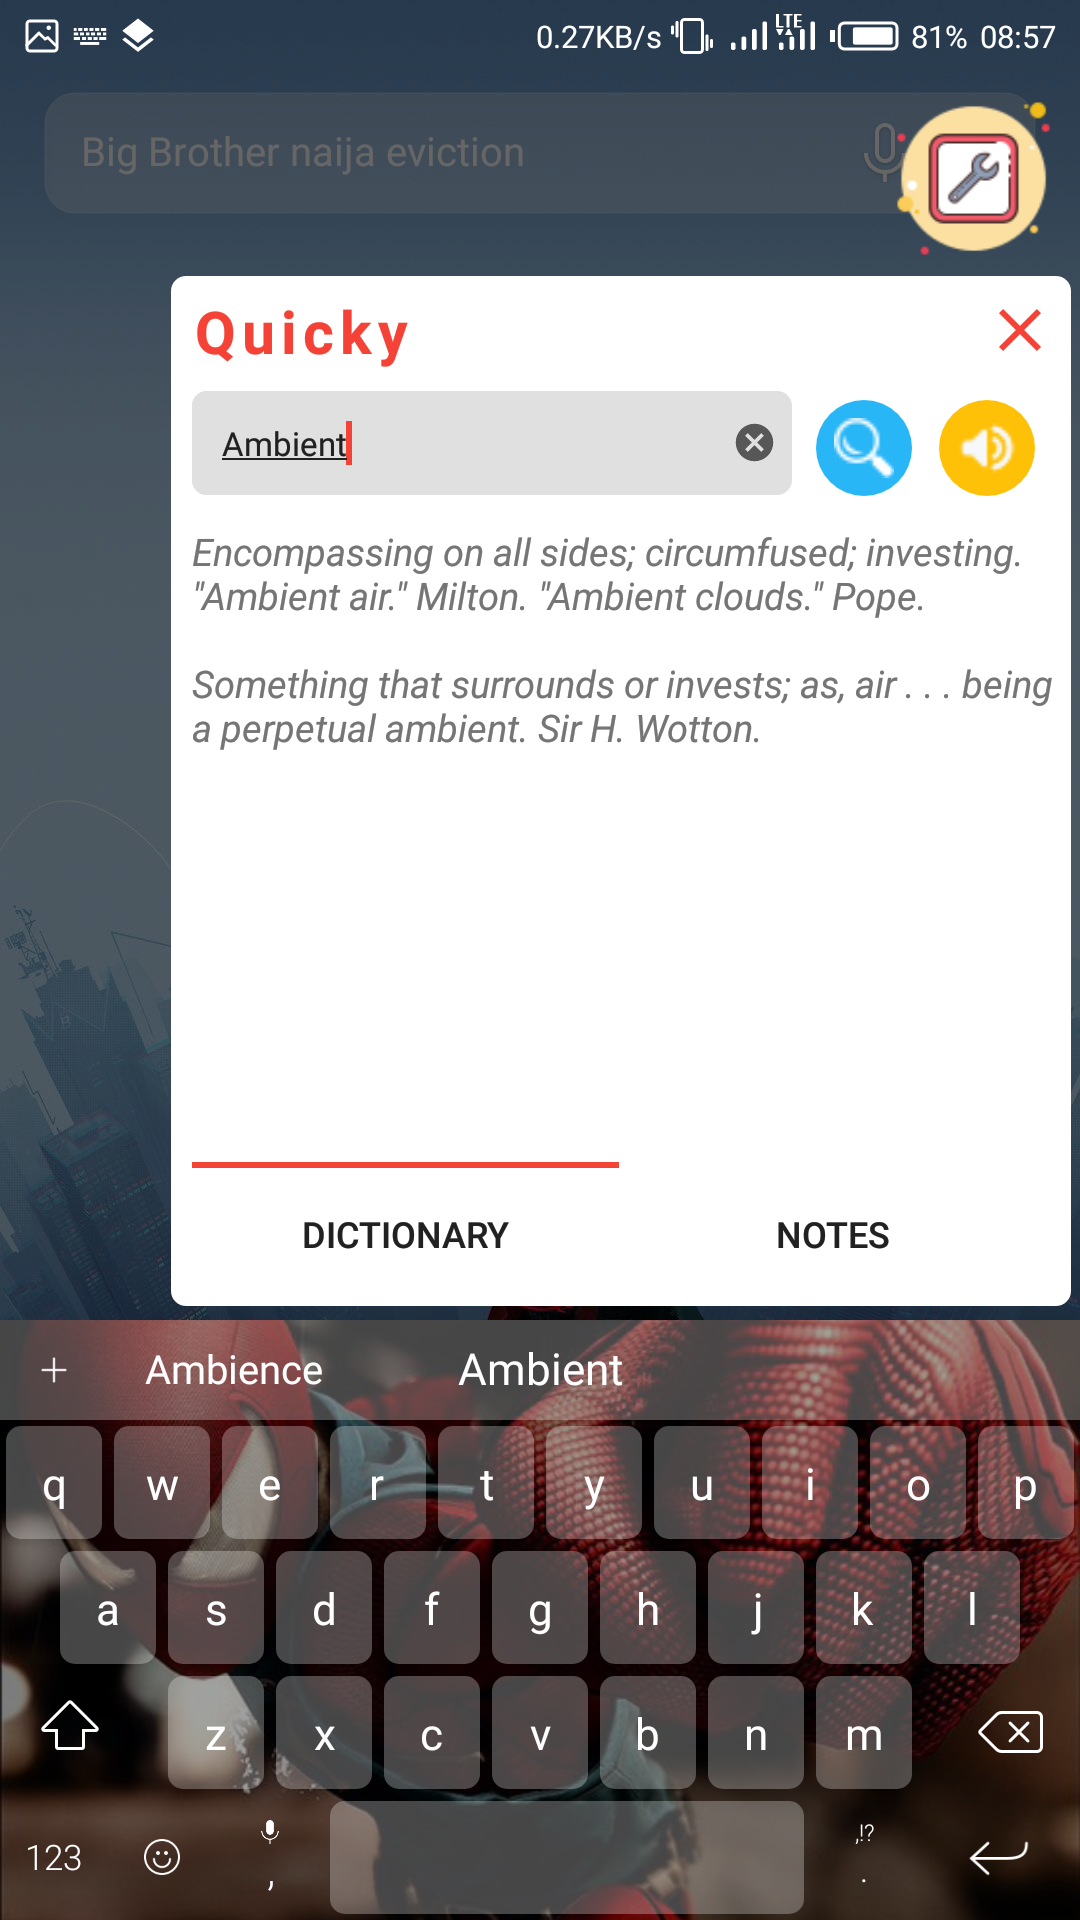 0.27KB/s LTE 81% 08:57
Big Brother naija eviction
Quicky
Ambient
Encompassing on all sides; circumfused; investing.
"Ambient air." Milton. "Ambient clouds." Pope.
Something that surrounds or invests; as, air . . . being
a perpetual ambient. Sir H. Wotton.
DICTIONARY NOTES
+ Ambience Ambient
q w e r t y u i o p
a s d f g h j k l
z x c v b n m
123 , ,!? .